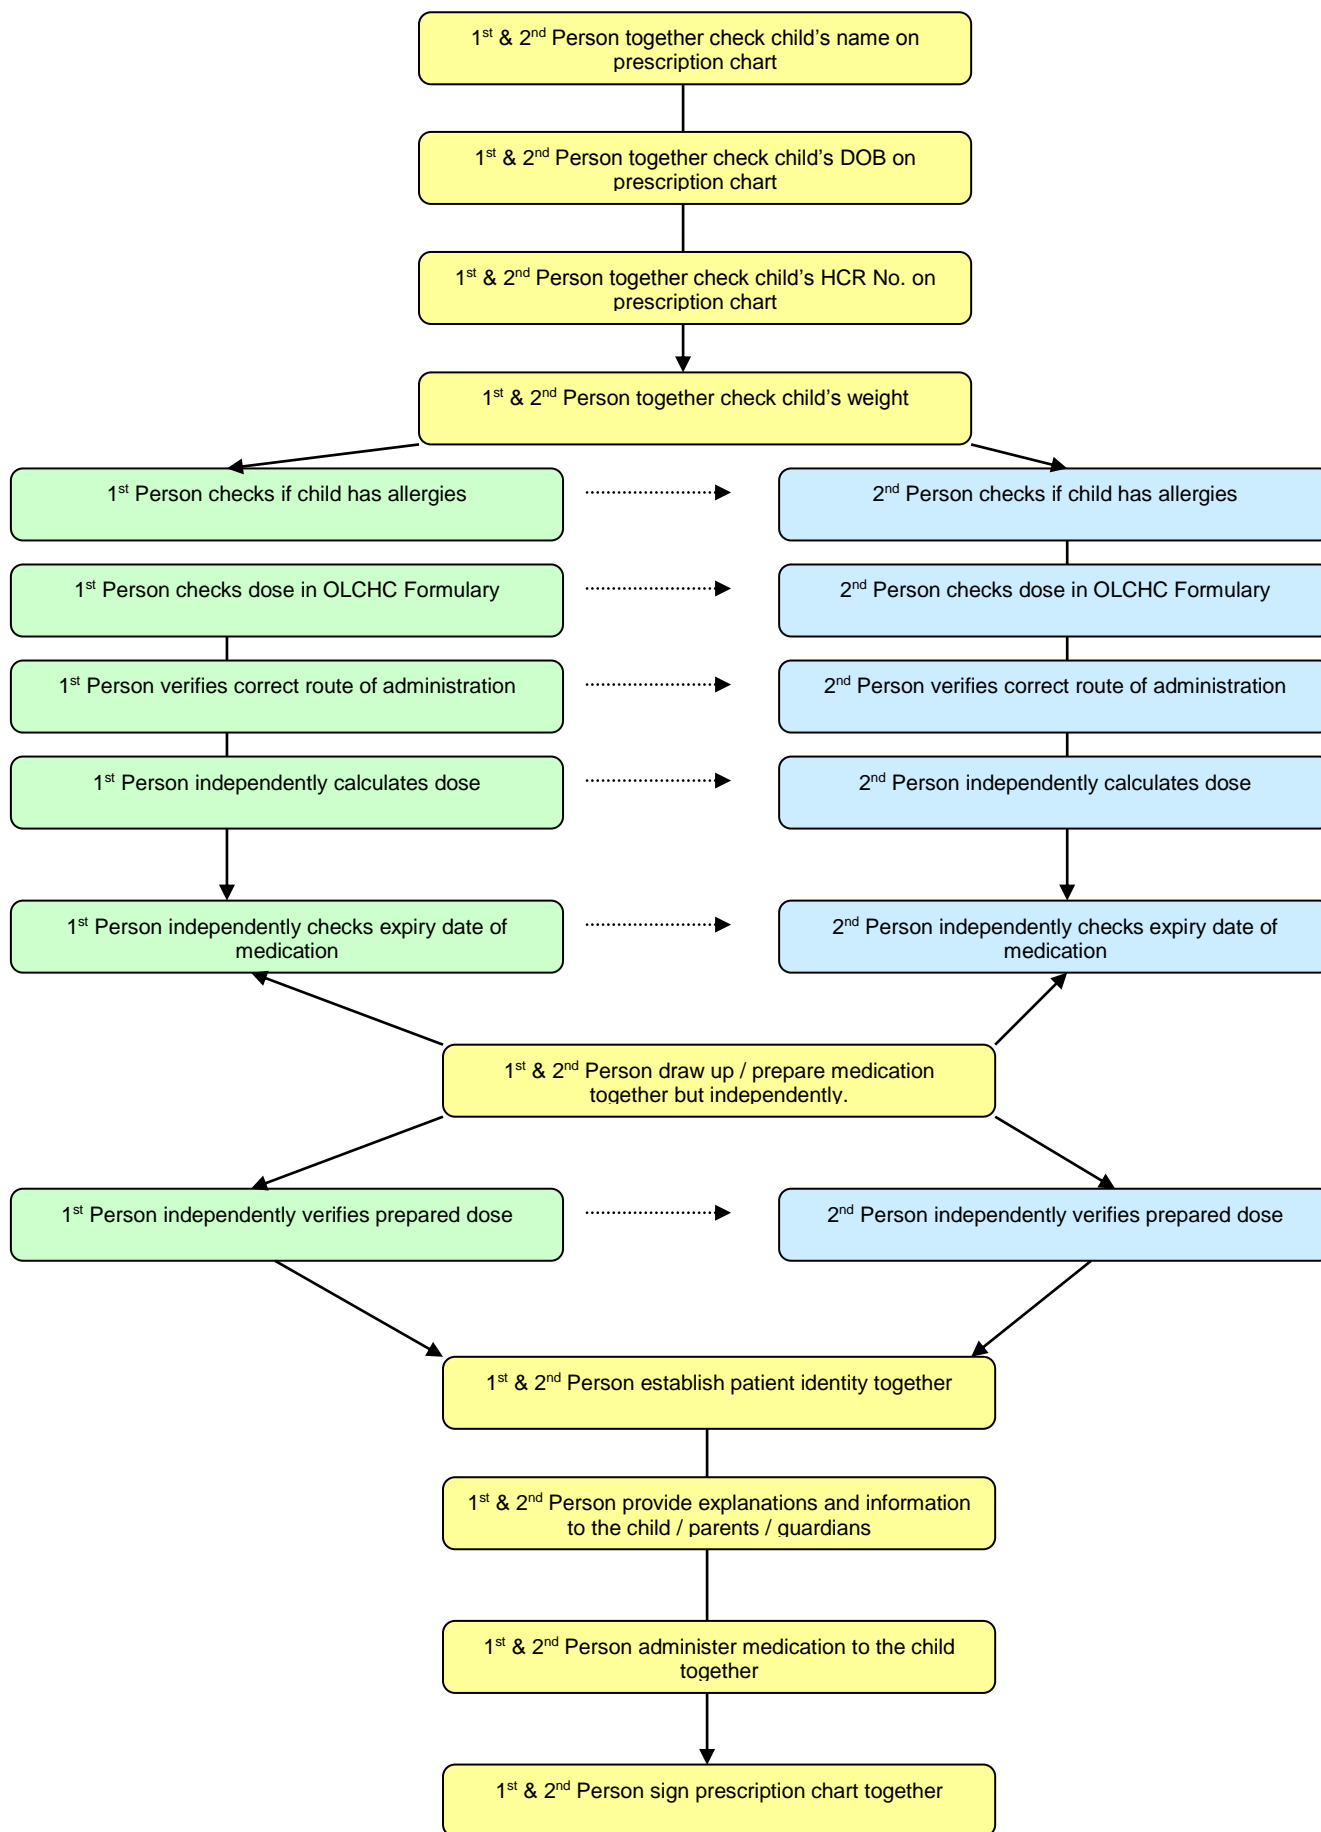 1st & 2nd Person together check child’s name on
prescription chart
1st & 2nd Person together check child’s DOB on
prescription chart
1st & 2nd Person together check child’s HCR No. on
prescription chart
1st & 2nd Person together check child’s weight
1st Person checks if child has allergies
2nd Person checks if child has allergies
1st Person checks dose in OLCHC Formulary
2nd Person checks dose in OLCHC Formulary
1st Person verifies correct route of administration
2nd Person verifies correct route of administration
1st Person independently calculates dose
2nd Person independently calculates dose
1st Person independently checks expiry date of
medication
2nd Person independently checks expiry date of
medication
1st & 2nd Person draw up / prepare medication
together but independently.
1st Person independently verifies prepared dose
2nd Person independently verifies prepared dose
1st & 2nd Person establish patient identity together
1st & 2nd Person provide explanations and information
to the child / parents / guardians
1st & 2nd Person administer medication to the child
together
1st & 2nd Person sign prescription chart together